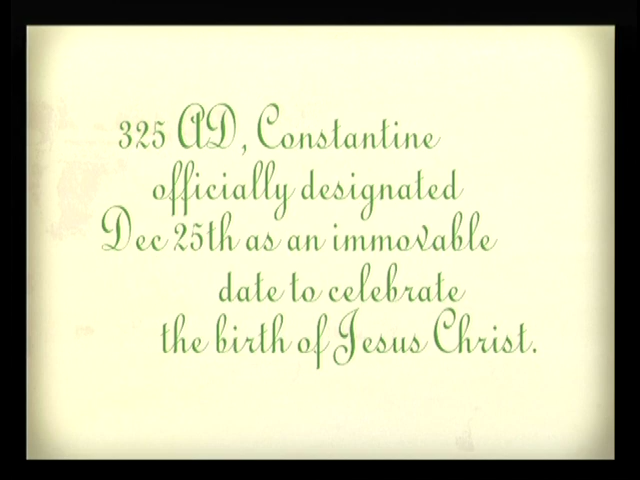 325 AD, Constantine
officially designated
Dec 25th as an immovable
date to celebrate
the birth of Jesus Christ.